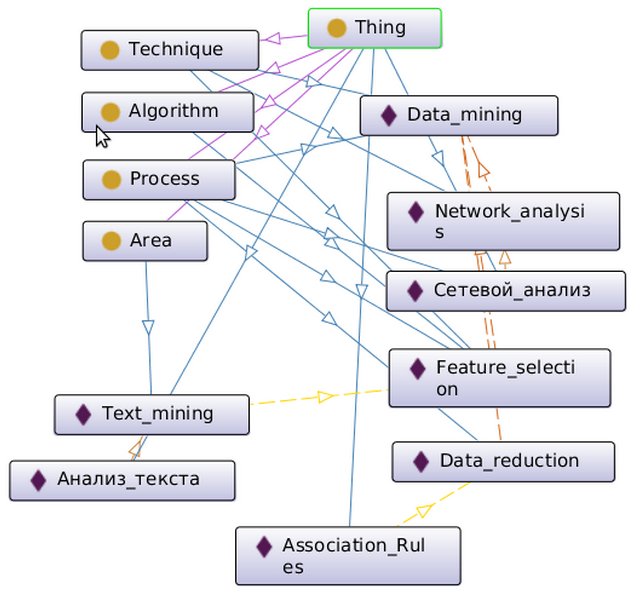 Thing
Technique
Algorithm
Data_mining
Process
Network_analysi
s
Area
Сетевой_анализ
Feature_selecti
on
Text_mining
Data_reduction
Анализ_текста
Association_Rul
es